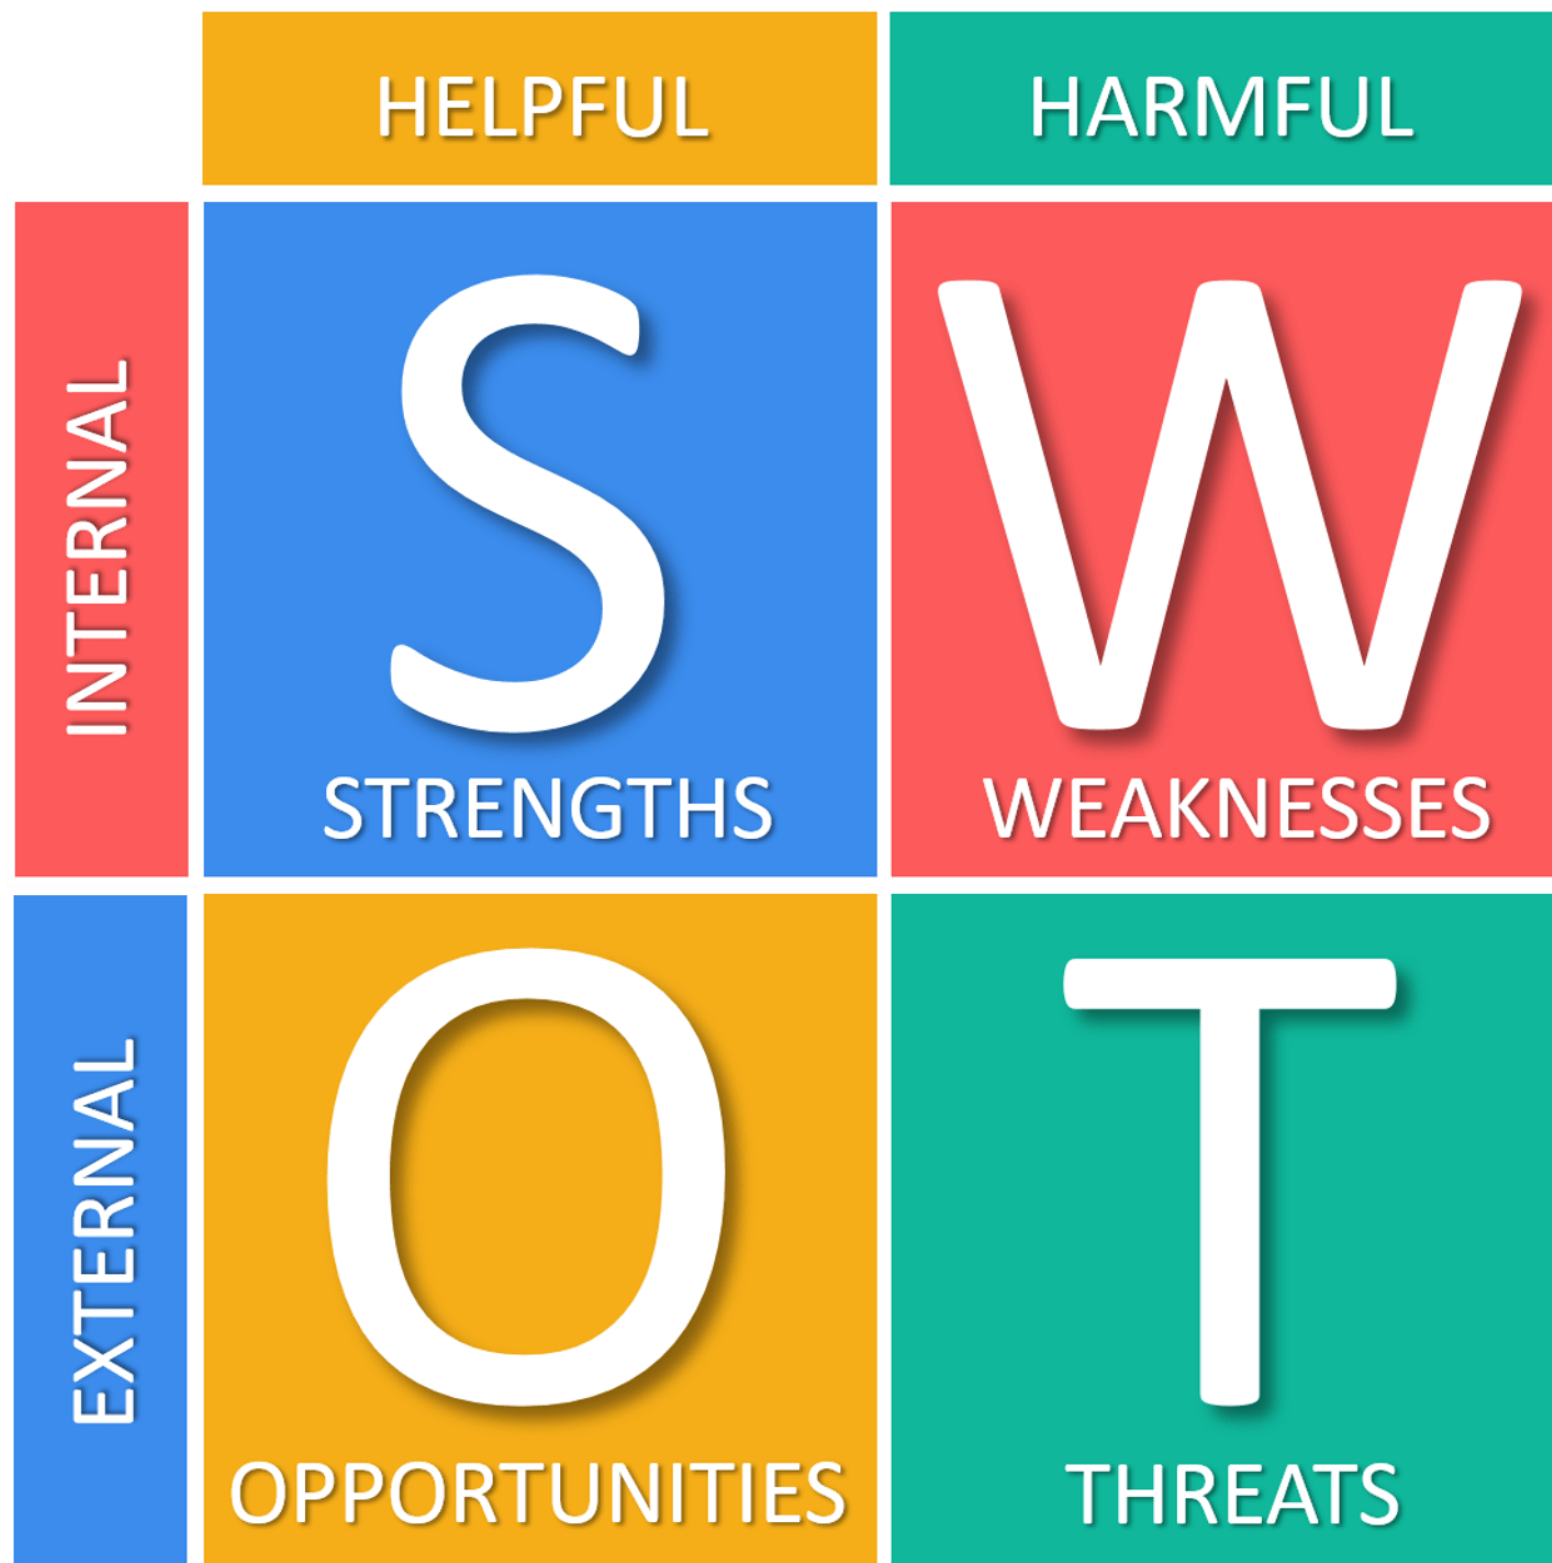 HELPFUL
HARMFUL
INTERNAL
S
STRENGTHS
W
WEAKNESSES
EXTERNAL
O
OPPORTUNITIES
T
THREATS